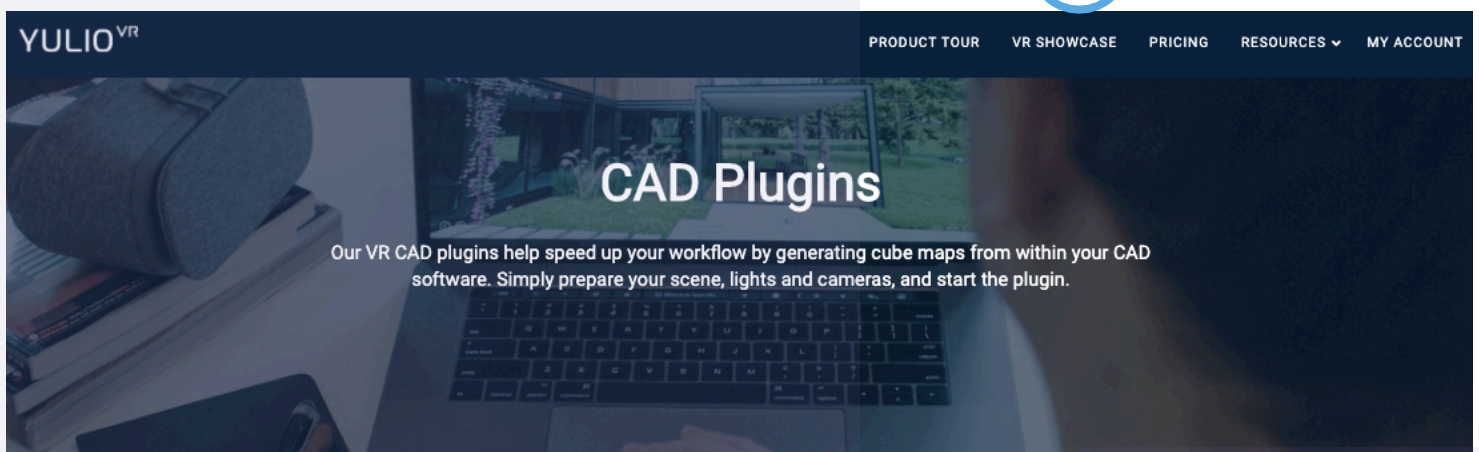 YULIO VR
PRODUCT TOUR VR SHOWCASE PRICING RESOURCES MY ACCOUNT
CAD Plugins
Our VR CAD plugins help speed up your workflow by generating cube maps from within your CAD
software. Simply prepare your scene, lights and cameras, and start the plugin.